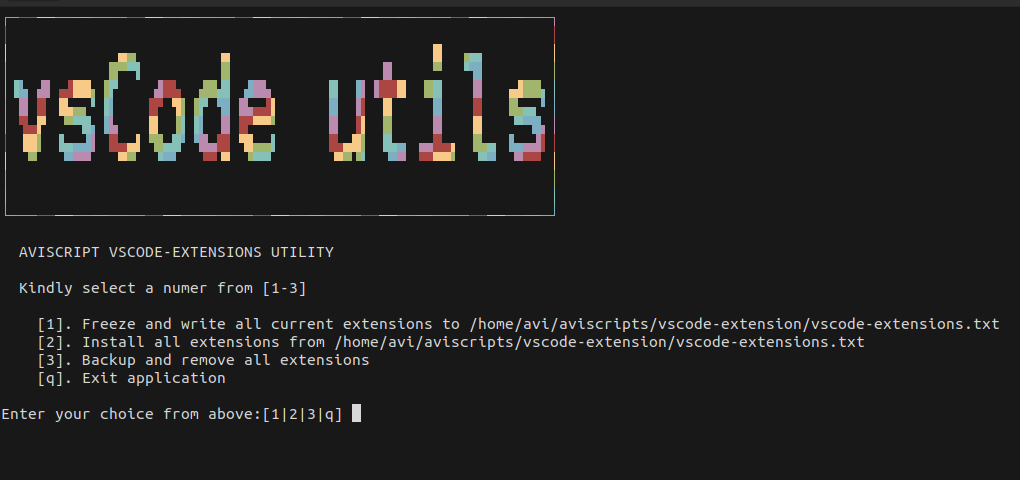 vsCode utils
AVISCRIPT VSCODE-EXTENSIONS UTILITY
Kindly select a numer from [1-3]
[1]. Freeze and write all current extensions to /home/avi/aviscripts/vscode-extension/vscode-extensions.txt
[2]. Install all extensions from /home/avi/aviscripts/vscode-extension/vscode-extensions.txt
[3]. Backup and remove all extensions
[q]. Exit application
Enter your choice from above:[1|2|3|q]